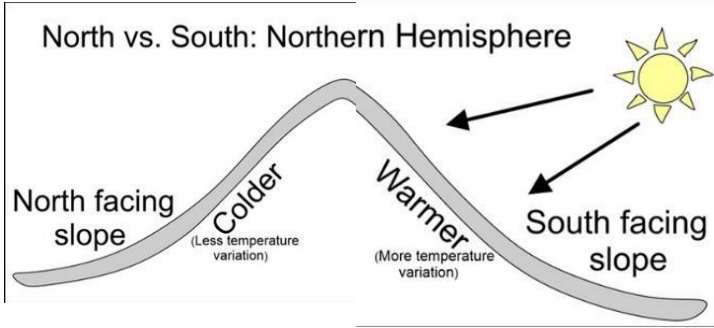 North vs. South: Northern Hemisphere
North facing
slope
Colder
(Less temperature
variation)
Warmer
(More temperature
variation)
South facing
slope